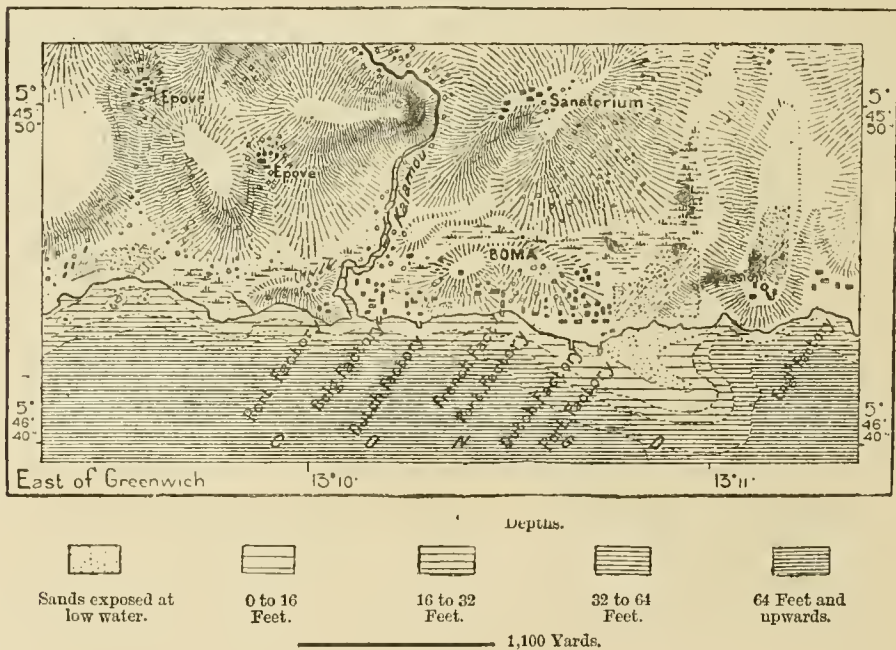 5°
45'
50"
5°
45'
50"
Epové
Epové
Kalamou
Sanatorium
BOMA
Mission
Port. Factory
Belg. Factory
Dutch Factory
French Fact.
Port. Factory
Dutch Factory
Port. Factory
Engl. Factory
C O N G O
5°
46'
40"
5°
46'
40"
East of Greenwich
13°10'
13°11'
Depths.
Sands exposed at
low water.
0 to 16
Feet.
16 to 32
Feet.
32 to 64
Feet.
64 Feet and
upwards.
1,100 Yards.